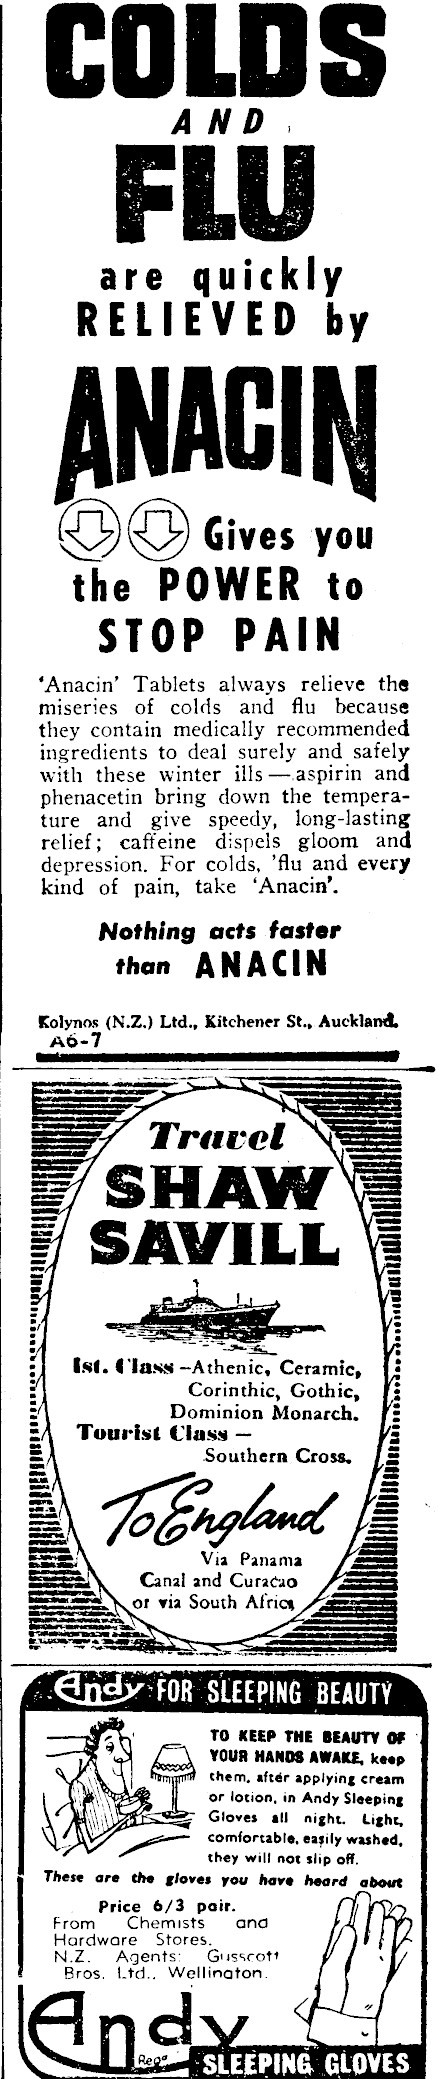 COLDS
AND
FLU
are quickly
RELIEVED by
ANACIN
Gives you
the POWER to
STOP PAIN
'Anacin' Tablets always relieve the
miseries of colds and flu because
they contain medically recommended
ingredients to deal surely and safely
with these winter ills — aspirin and
phenacetin bring down the tempera-
ture and give speedy, long-lasting
relief; caffeine dispels gloom and
depression. For colds, 'flu and every
kind of pain, take 'Anacin'.
Nothing acts faster
than ANACIN
Kolynos (N.Z.) Ltd., Kitchener St., Auckland.
A6-7
Travel
SHAW
SAVILL
Ist. Class –Athenic, Ceramic,
Corinthic, Gothic,
Dominion Monarch.
Tourist Class –
Southern Cross.
To England
Via Panama
Canal and Curacao
or via South Africa
Andy FOR SLEEPING BEAUTY
TO KEEP THE BEAUTY OF
YOUR HANDS AWAKE, keep
them, after applying cream
or lotion, in Andy Sleeping
Gloves all night. Light,
comfortable, easily washed,
they will not slip off.
These are the gloves you have heard about
Price 6/3 pair.
From Chemists and
Hardware Stores.
N.Z. Agents: Gusscott
Bros. Ltd., Wellington.
Andy
Regd
SLEEPING GLOVES